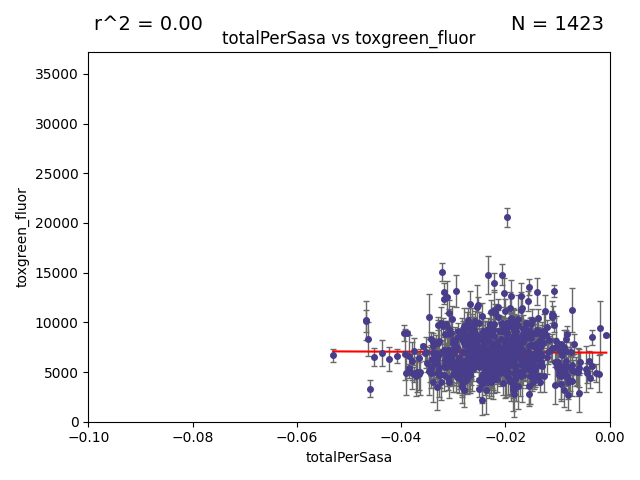 r^2 = 0.00
N = 1423
totalPerSasa vs toxgreen_fluor
35000
30000
25000
20000
15000
10000
5000
0
toxgreen_fluor
−0.10
−0.08
−0.06
−0.04
−0.02
0.00
totalPerSasa